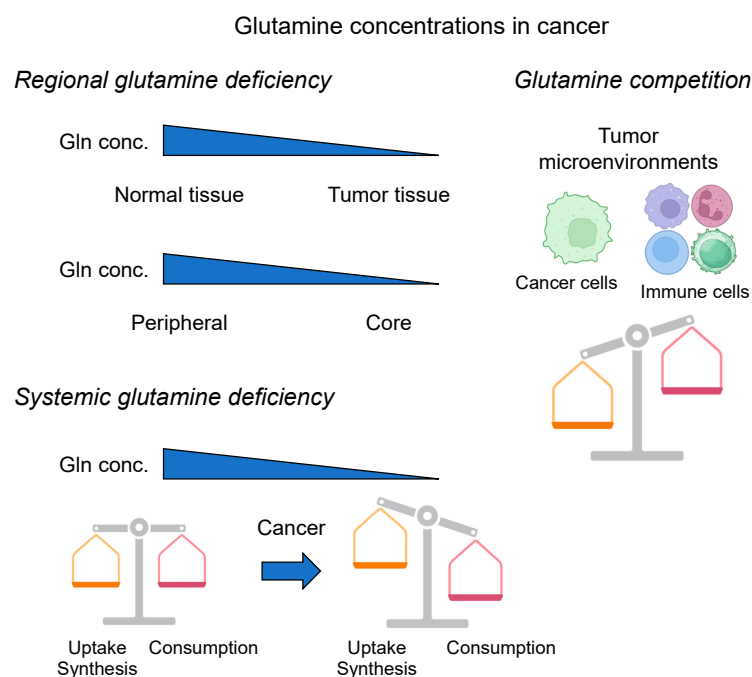 Glutamine concentrations in cancer
Regional glutamine deficiency
Gln conc.
Normal tissue
Tumor tissue
Gln conc.
Peripheral
Core
Systemic glutamine deficiency
Gln conc.
Cancer
Uptake
Synthesis
Consumption
Uptake
Synthesis
Consumption
Glutamine competition
Tumor
microenvironments
Cancer cells
Immune cells